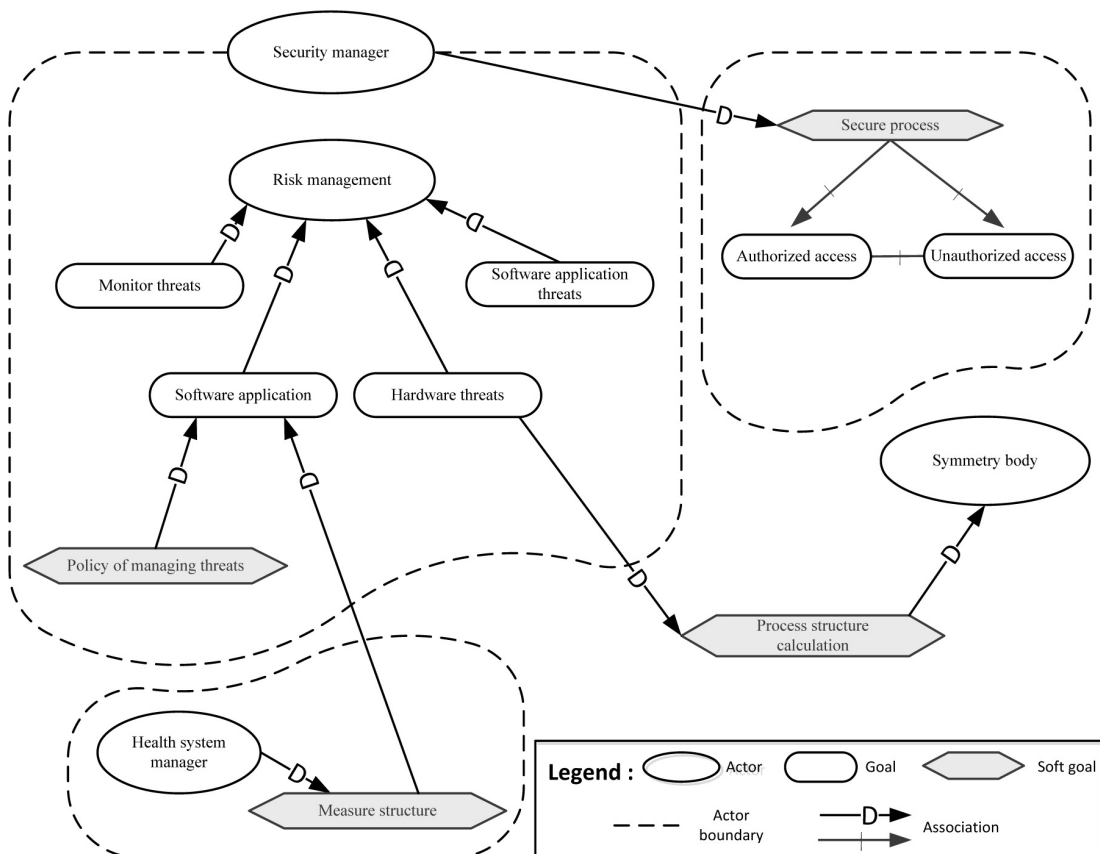 Security manager
Secure process
Risk management
Authorized access
Unauthorized access
Monitor threats
Software application
threats
Software application
Hardware threats
Symmetry body
Policy of managing threats
Process structure
calculation
Health system
manager
Measure structure
Legend :
Actor
Goal
Soft goal
Actor
boundary
Association
D
D
D
D
D
D
D
D
D
D
D